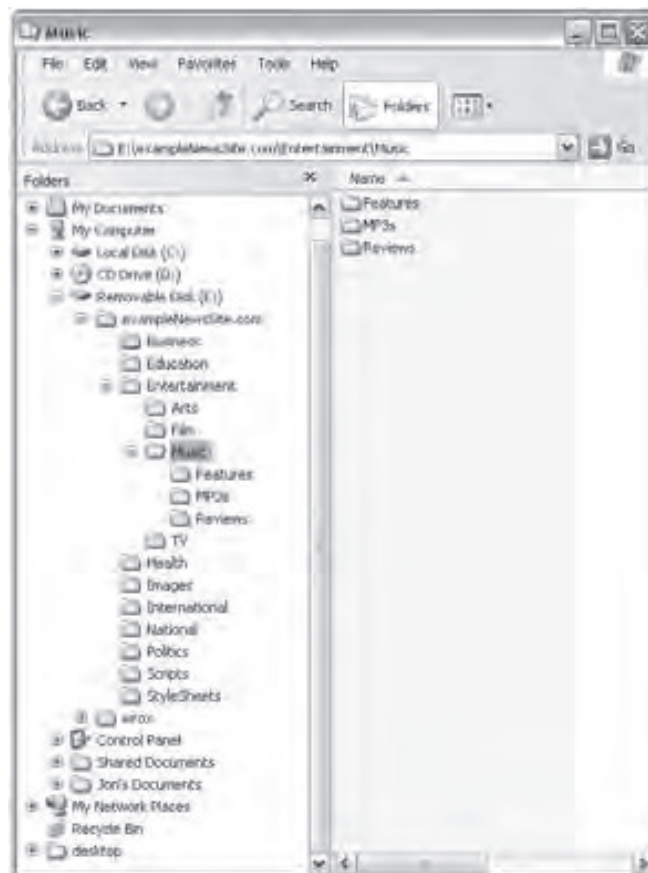 Music
File Edit View Favorites Tools Help
Back Search Folders
Address E:\exampleNewsSite.com\Entertainment\Music Go
Folders
My Documents
My Computer
Local Disk (C:)
CD Drive (D:)
Removable Disk (E:)
exampleNewsSite.com
Business
Education
Entertainment
Arts
Film
Music
Features
MP3s
Reviews
TV
Health
Images
International
National
Politics
Scripts
StyleSheets
wrox
Control Panel
Shared Documents
Jon's Documents
My Network Places
Recycle Bin
desktop
Name
Features
MP3s
Reviews